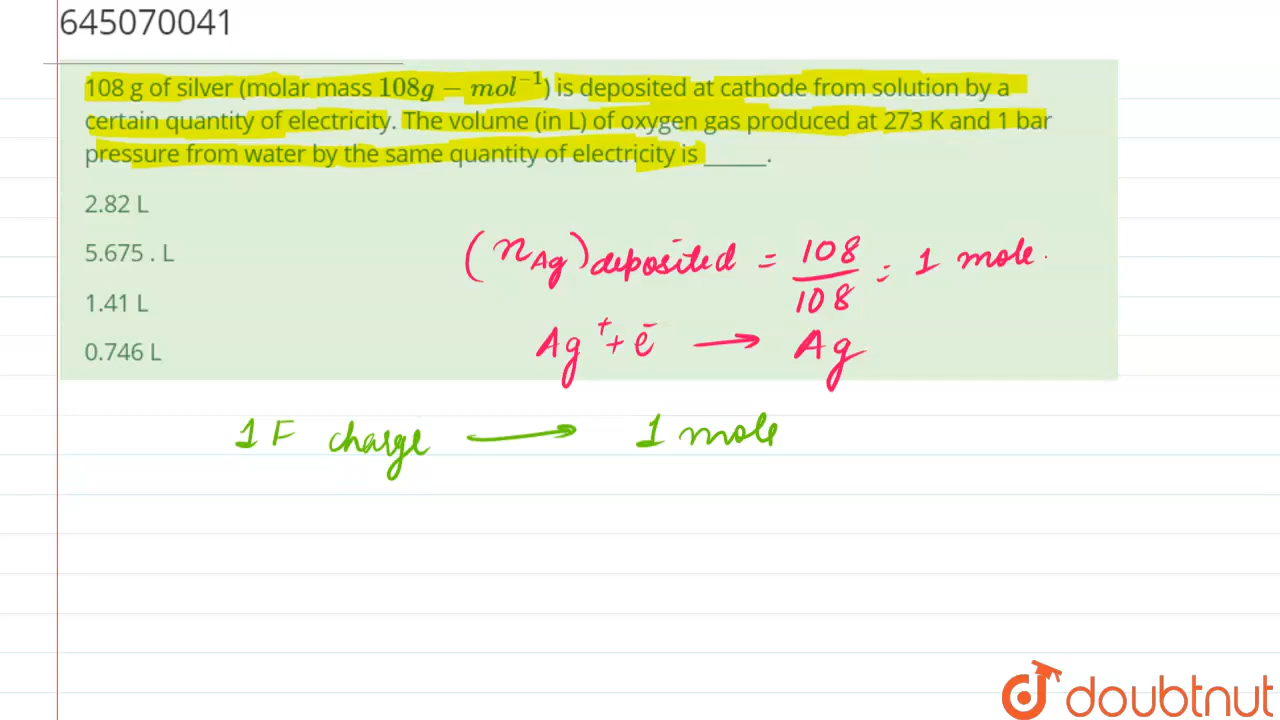 645070041
108 g of silver (molar mass 108g − mol⁻¹) is deposited at cathode from solution by a
certain quantity of electricity. The volume (in L) of oxygen gas produced at 273 K and 1 bar
pressure from water by the same quantity of electricity is ______.
2.82 L
5.675 . L
1.41 L
0.746 L
(nAg)deposited = 108/108 = 1 mole.
Ag⁺ + e⁻ ⟶ Ag
1 F charge ⟶ 1 mole
doubtnut